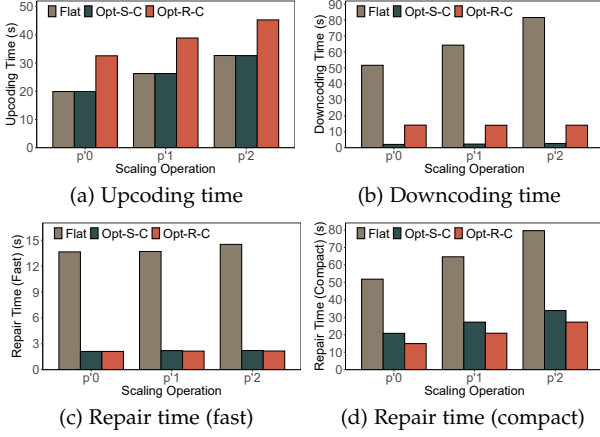 Flat Opt-S-C Opt-R-C
Upcoding Time (s)
50
40
30
20
10
0
p'0 p'1 p'2
Scaling Operation
(a) Upcoding time
Flat Opt-S-C Opt-R-C
Downcoding Time (s)
90
80
70
60
50
40
30
20
10
0
p'0 p'1 p'2
Scaling Operation
(b) Downcoding time
Flat Opt-S-C Opt-R-C
Repair Time (Fast) (s)
15
12
9
6
3
0
p'0 p'1 p'2
Scaling Operation
(c) Repair time (fast)
Flat Opt-S-C Opt-R-C
Repair Time (Compact) (s)
80
70
60
50
40
30
20
10
0
p'0 p'1 p'2
Scaling Operation
(d) Repair time (compact)